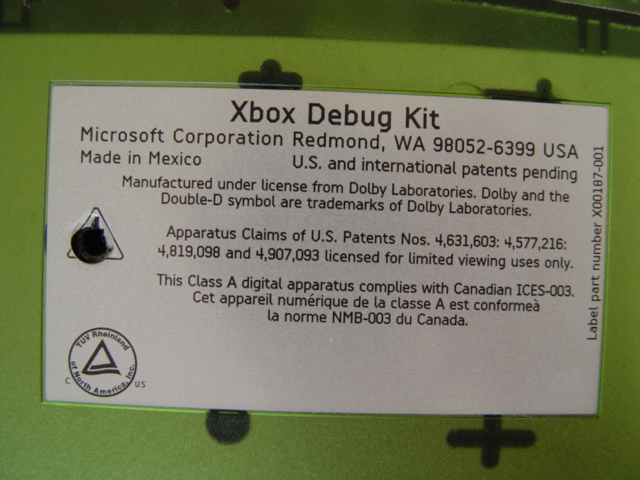 Xbox Debug Kit
Microsoft Corporation Redmond, WA 98052-6399 USA
Made in Mexico
U.S. and international patents pending
Manufactured under license from Dolby Laboratories. Dolby and the
Double-D symbol are trademarks of Dolby Laboratories.
Apparatus Claims of U.S. Patents Nos. 4,631,603: 4,577,216:
4,819,098 and 4,907,093 licensed for limited viewing uses only.
This Class A digital apparatus complies with Canadian ICES-003.
Cet appareil numérique de la classe A est conformeà
la norme NMB-003 du Canada.
TUV Rheinland
of North America, Inc.
C US
Label part number X00187-001